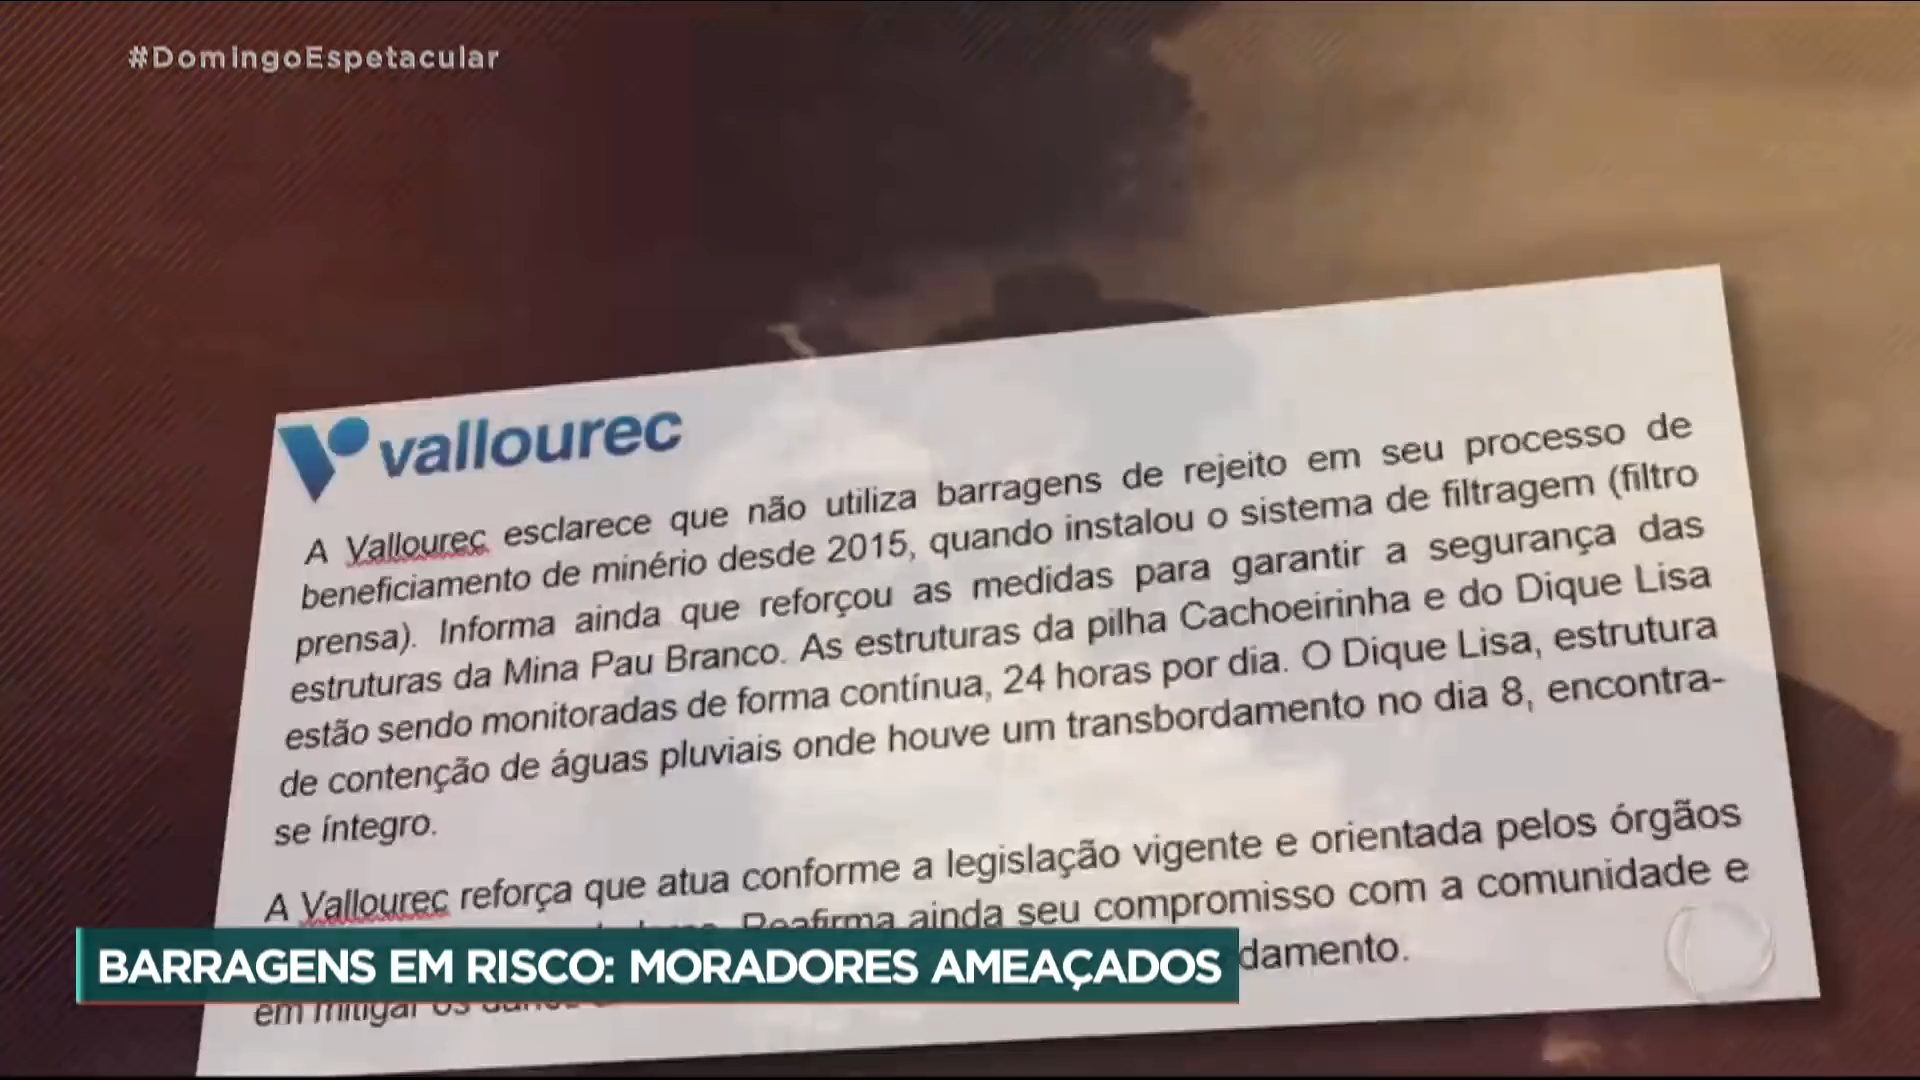 #DomingoEspetacular
vallourec
A Vallourec esclarece que não utiliza barragens de rejeito em seu processo de
beneficiamento de minério desde 2015, quando instalou o sistema de filtragem (filtro
prensa). Informa ainda que reforçou as medidas para garantir a segurança das
estruturas da Mina Pau Branco. As estruturas da pilha Cachoeirinha e do Dique Lisa
estão sendo monitoradas de forma contínua, 24 horas por dia. O Dique Lisa, estrutura
de contenção de águas pluviais onde houve um transbordamento no dia 8, encontra-
se íntegro.
A Vallourec reforça que atua conforme a legislação vigente e orientada pelos órgãos
Reafirma ainda seu compromisso com a comunidade e
em mitigar os damento.
BARRAGENS EM RISCO: MORADORES AMEAÇADOS